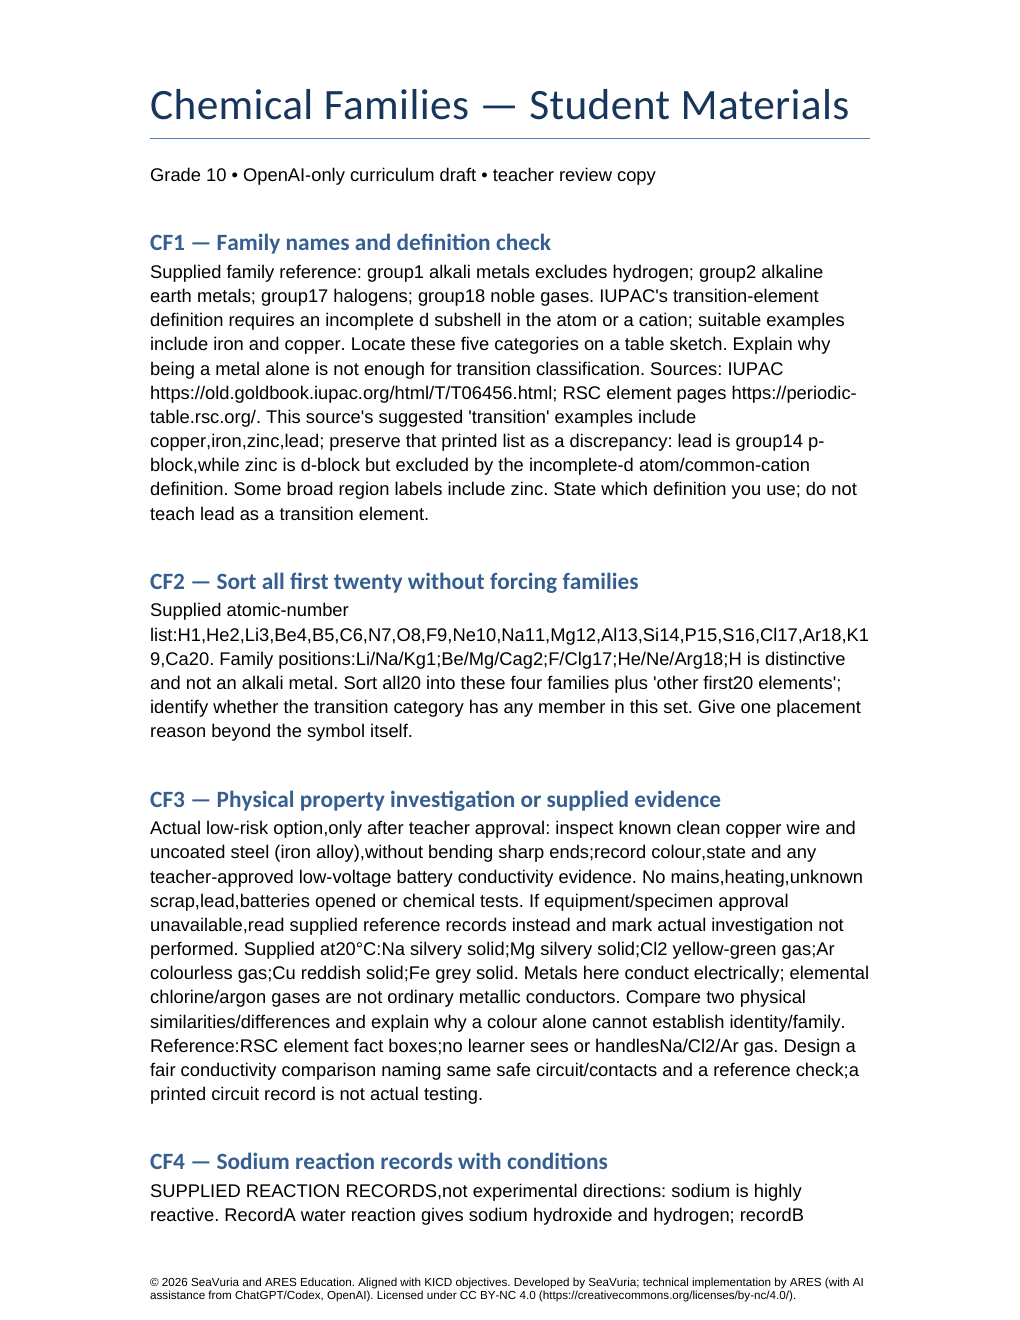 Chemical Families — Student Materials
Grade 10 • OpenAI-only curriculum draft • teacher review copy
CF1 — Family names and definition check
Supplied family reference: group1 alkali metals excludes hydrogen; group2 alkaline
earth metals; group17 halogens; group18 noble gases. IUPAC's transition-element
definition requires an incomplete d subshell in the atom or a cation; suitable examples
include iron and copper. Locate these five categories on a table sketch. Explain why
being a metal alone is not enough for transition classification. Sources: IUPAC
https://old.goldbook.iupac.org/html/T/T06456.html; RSC element pages https://periodic-
table.rsc.org/. This source's suggested 'transition' examples include
copper,iron,zinc,lead; preserve that printed list as a discrepancy: lead is group14 p-
block,while zinc is d-block but excluded by the incomplete-d atom/common-cation
definition. Some broad region labels include zinc. State which definition you use; do not
teach lead as a transition element.
CF2 — Sort all first twenty without forcing families
Supplied atomic-number
list:H1,He2,Li3,Be4,B5,C6,N7,O8,F9,Ne10,Na11,Mg12,Al13,Si14,P15,S16,Cl17,Ar18,K1
9,Ca20. Family positions:Li/Na/Kg1;Be/Mg/Cag2;F/Clg17;He/Ne/Arg18;H is distinctive
and not an alkali metal. Sort all20 into these four families plus 'other first20 elements';
identify whether the transition category has any member in this set. Give one placement
reason beyond the symbol itself.
CF3 — Physical property investigation or supplied evidence
Actual low-risk option,only after teacher approval: inspect known clean copper wire and
uncoated steel (iron alloy),without bending sharp ends;record colour,state and any
teacher-approved low-voltage battery conductivity evidence. No mains,heating,unknown
scrap,lead,batteries opened or chemical tests. If equipment/specimen approval
unavailable,read supplied reference records instead and mark actual investigation not
performed. Supplied at20°C:Na silvery solid;Mg silvery solid;Cl2 yellow-green gas;Ar
colourless gas;Cu reddish solid;Fe grey solid. Metals here conduct electrically; elemental
chlorine/argon gases are not ordinary metallic conductors. Compare two physical
similarities/differences and explain why a colour alone cannot establish identity/family.
Reference:RSC element fact boxes;no learner sees or handlesNa/Cl2/Ar gas. Design a
fair conductivity comparison naming same safe circuit/contacts and a reference check;a
printed circuit record is not actual testing.
CF4 — Sodium reaction records with conditions
SUPPLIED REACTION RECORDS,not experimental directions: sodium is highly
reactive. RecordA water reaction gives sodium hydroxide and hydrogen; recordB
© 2026 SeaVuria and ARES Education. Aligned with KICD objectives. Developed by SeaVuria; technical implementation by ARES (with AI
assistance from ChatGPT/Codex, OpenAI). Licensed under CC BY-NC 4.0 (https://creativecommons.org/licenses/by-nc/4.0/).